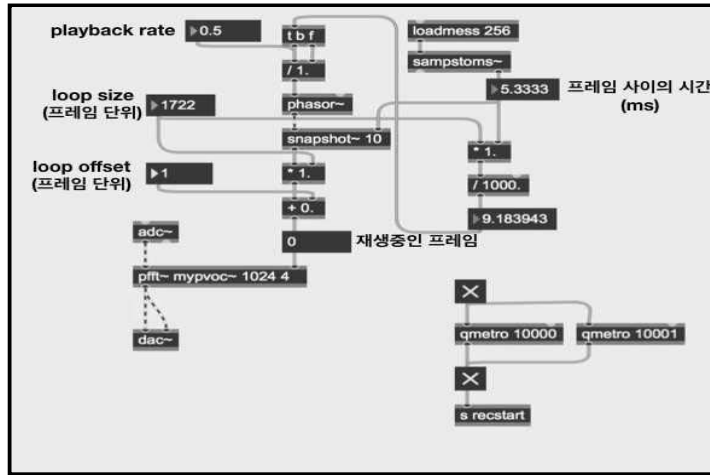 playback rate
0.5
t b f
loadmess 256
/ 1.
sampstoms~
loop size
(프레임 단위)
1722
phasor~
5.3333
프레임 사이의 시간
(ms)
snapshot~ 10
* 1.
loop offset
(프레임 단위)
1
* 1.
/ 1000.
+ 0.
9.183943
adc~
0
재생중인 프레임
pfft~ mypvoc~ 1024 4
dac~
qmetro 10000
qmetro 10001
s recstart